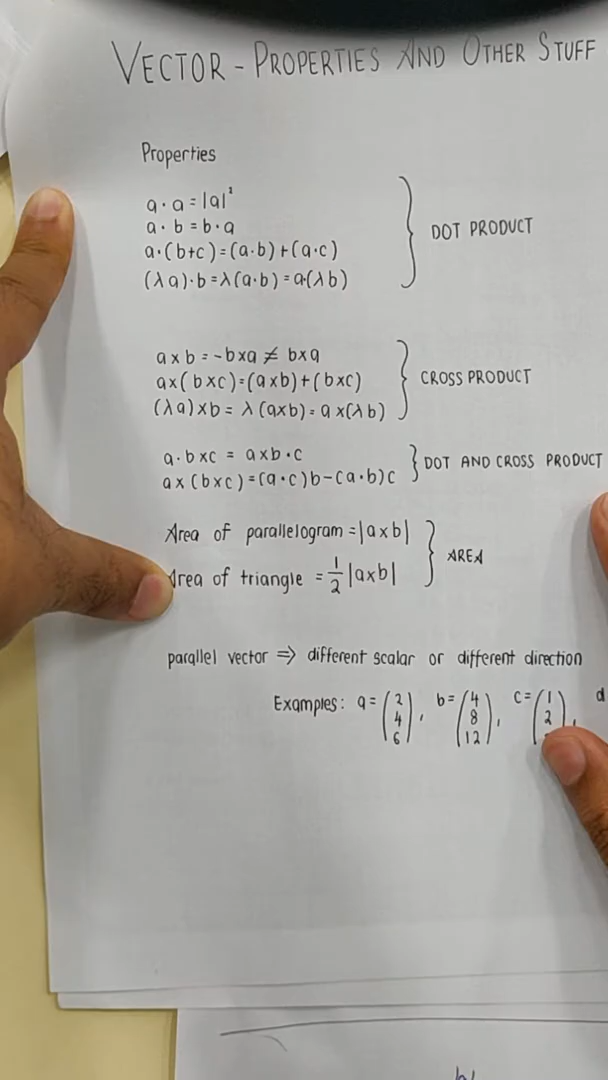 VECTOR - PROPERTIES AND OTHER STUFF
Properties
a · a = |a|²
a · b = b · a
a · (b+c) = (a·b) + (a·c)
(λa) · b = λ(a·b) = a·(λb)
DOT PRODUCT
a x b = -b x a ≠ b x a
a x (b x c) = (a x b) + (b x c)
(λa) x b = λ(a x b) = a x (λb)
CROSS PRODUCT
a · b x c = a x b · c
a x (b x c) = (a · c)b - (a · b)c
DOT AND CROSS PRODUCT
Area of parallelogram = |a x b|
Area of triangle = 1/2 |a x b|
AREA
parallel vector ⇒ different scalar or different direction
Examples: a = (2 4 6), b = (4 8 12), c = (1 2), d